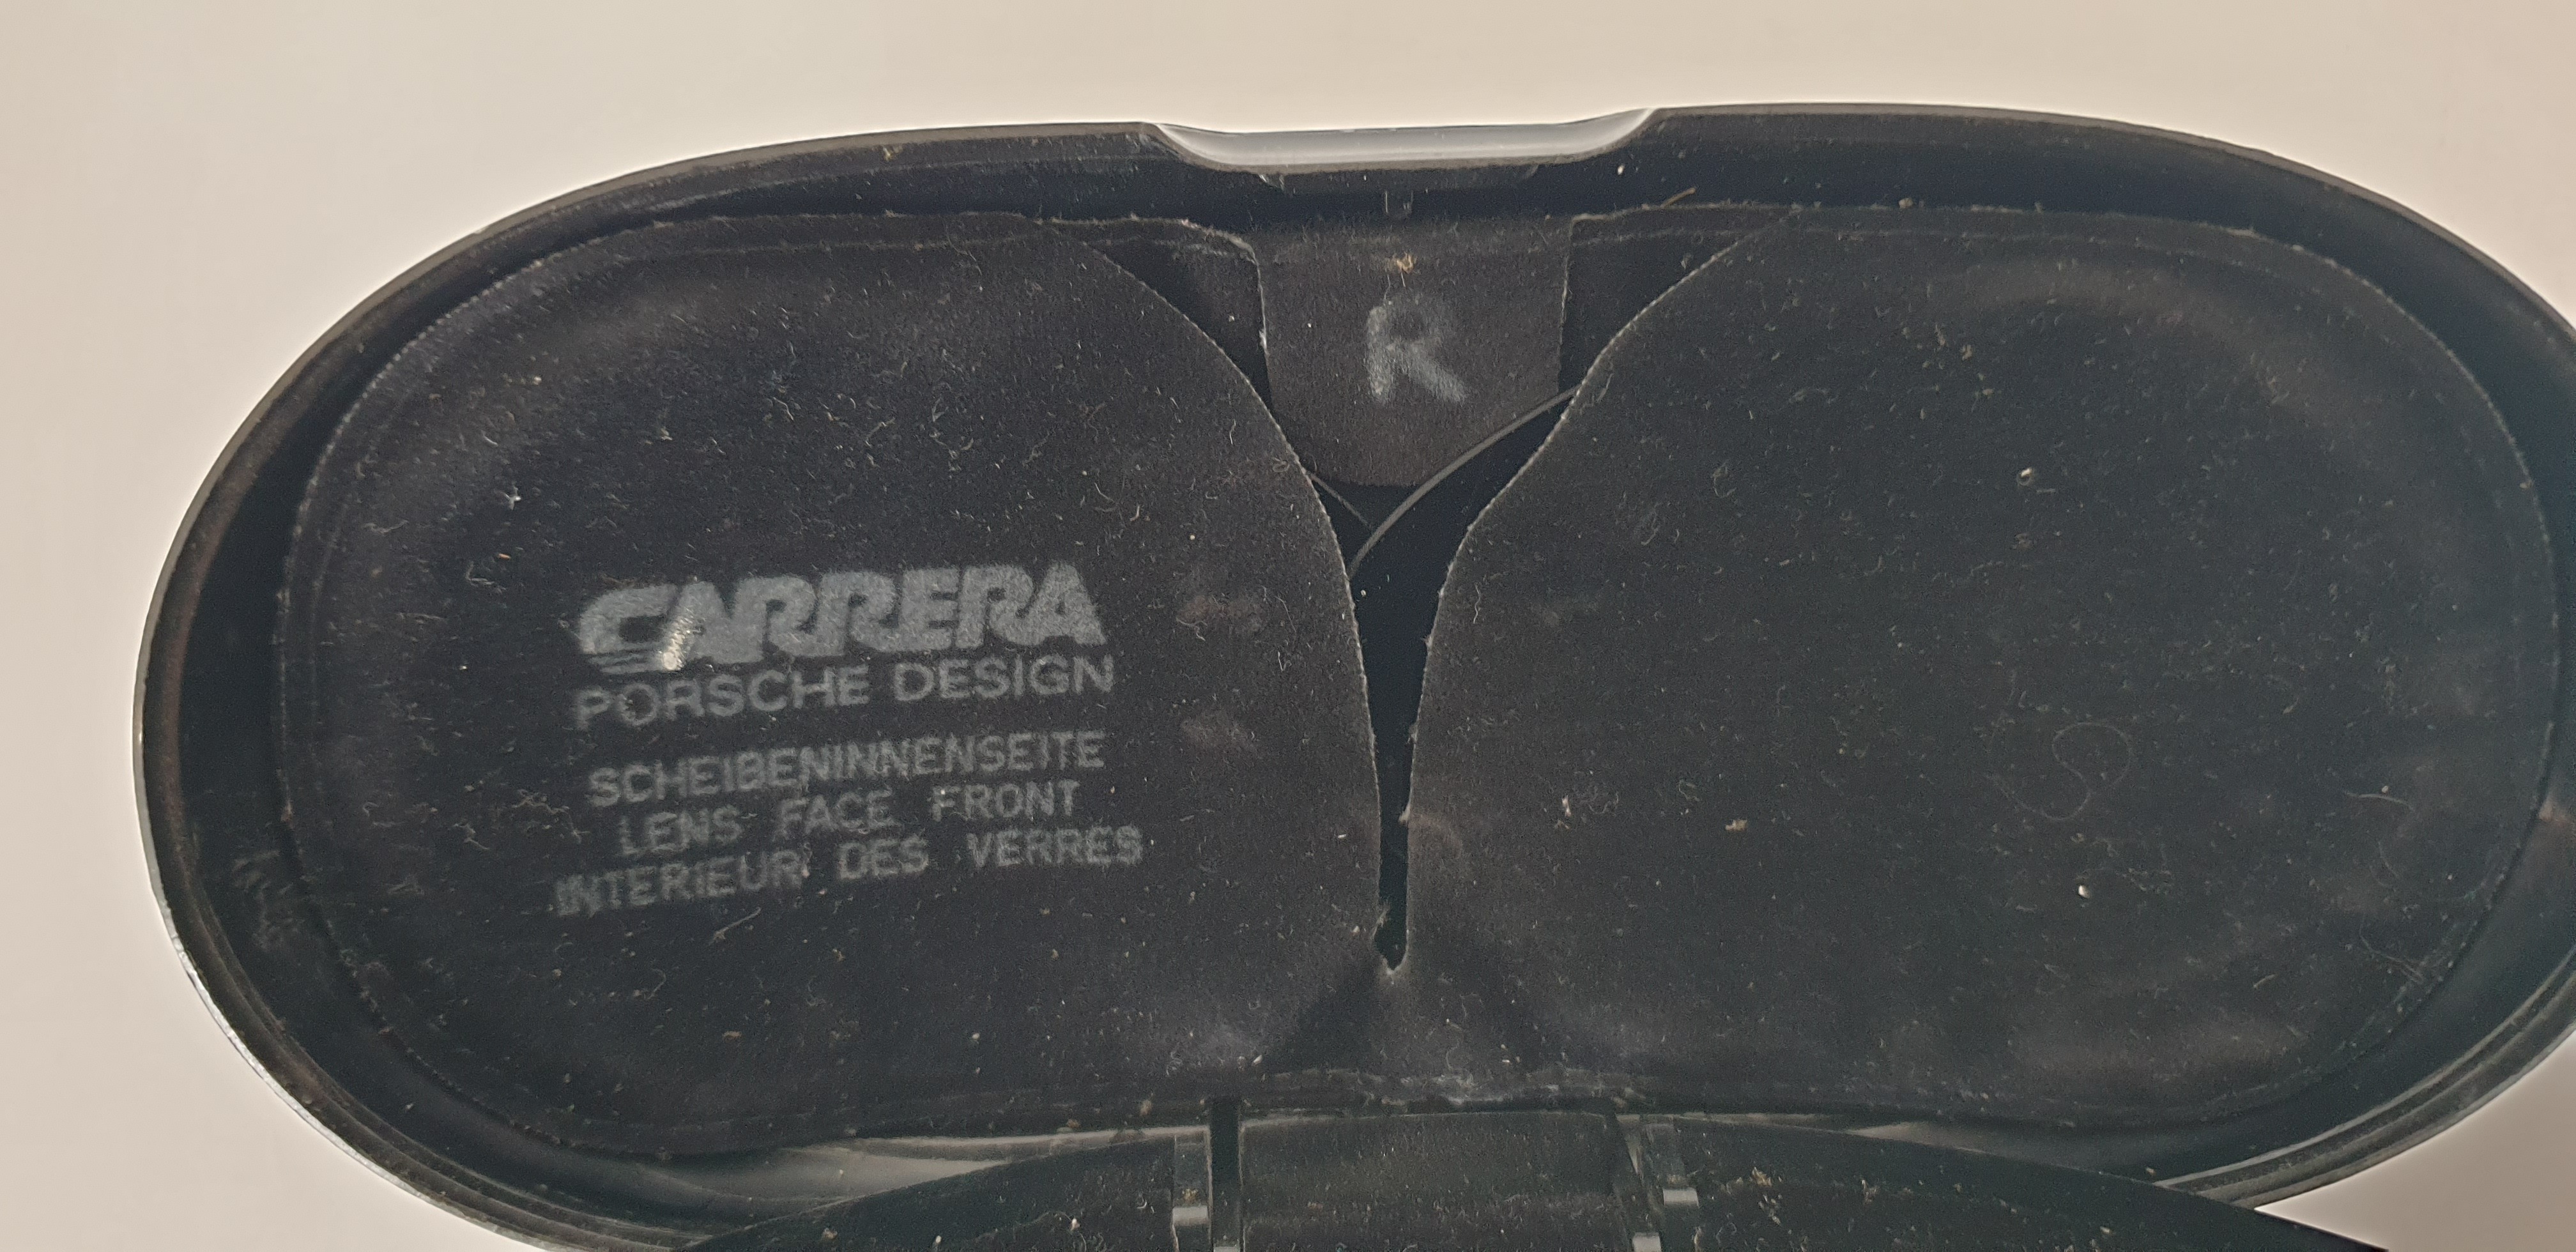 R
CARRERA
PORSCHE DESIGN
SCHEIBENINNENSEITE
LENS FACE FRONT
INTERIEUR DES VERRES